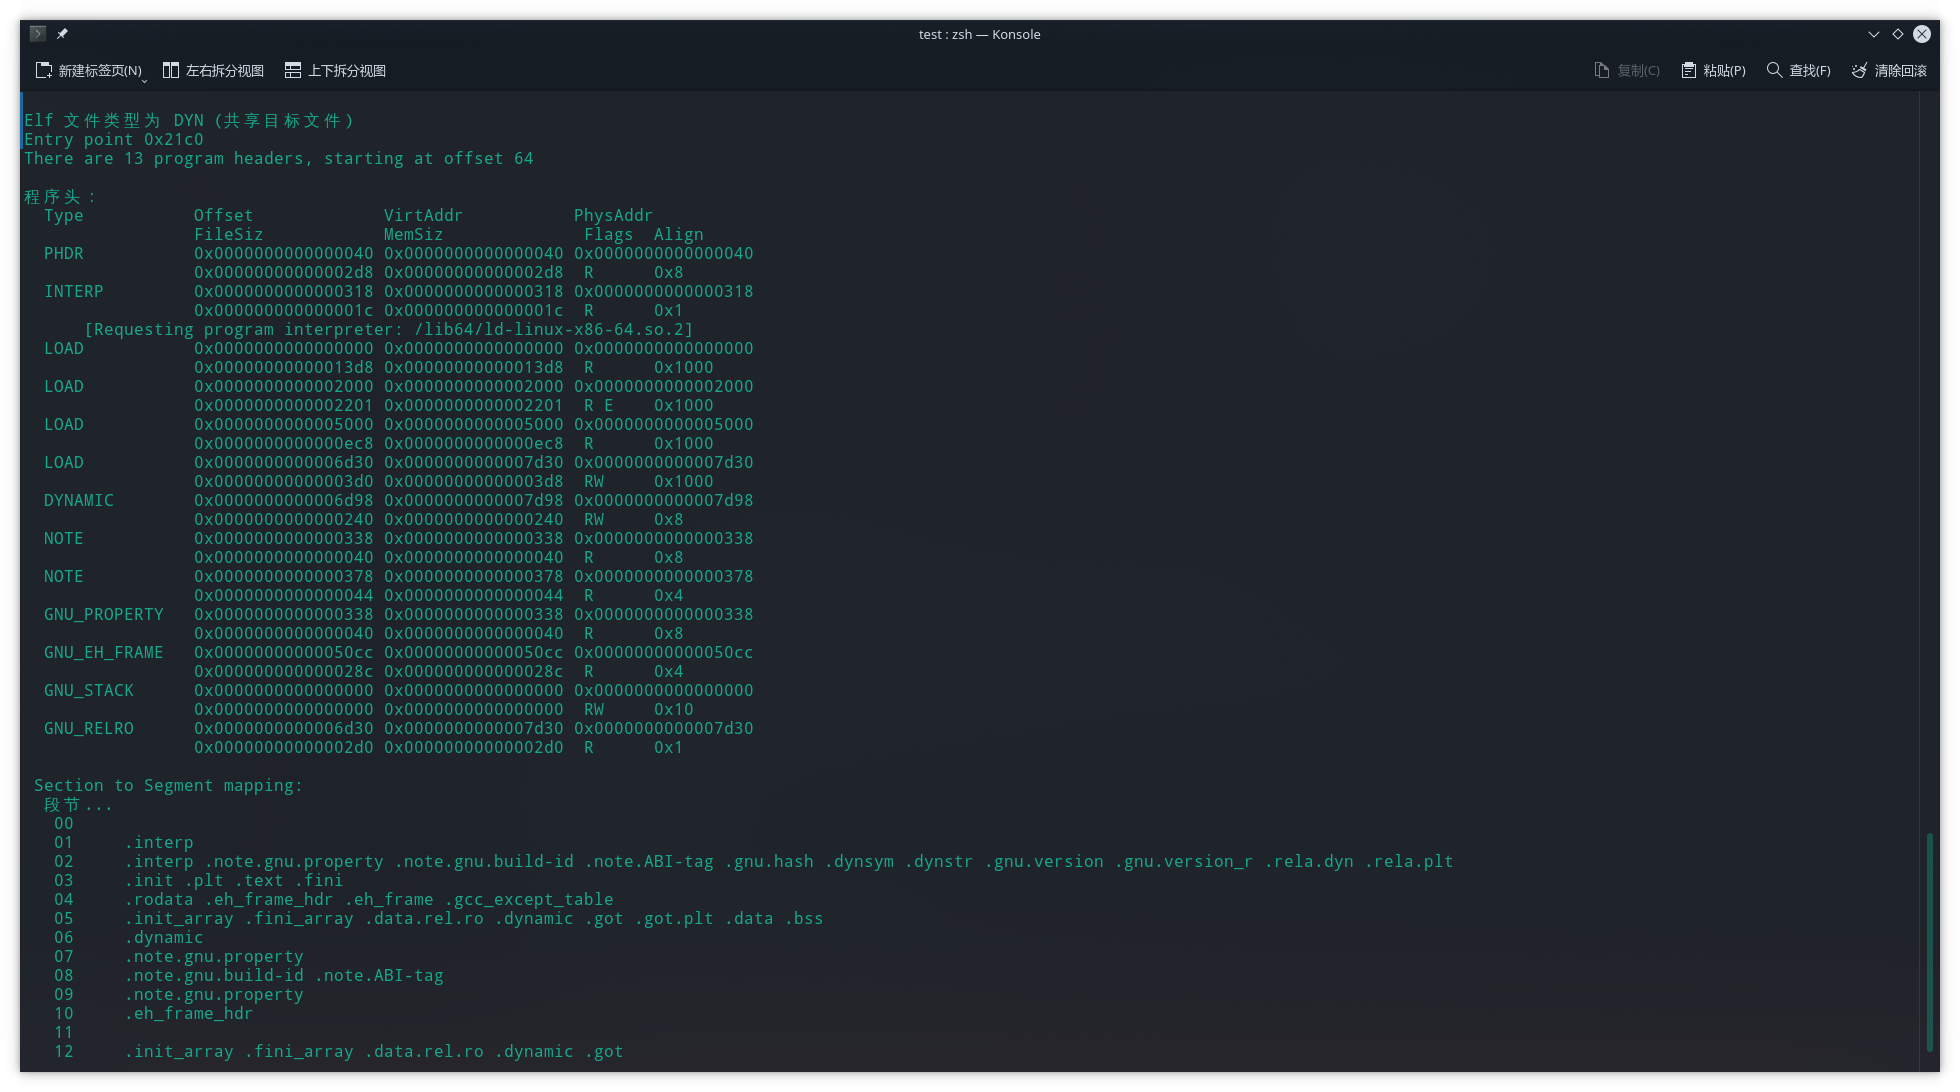 test : zsh — Konsole
新建标签页(N) 左右拆分视图 上下拆分视图 复制(C) 粘贴(P) 查找(F) 清除回滚
Elf 文件类型为 DYN (共享目标文件)
Entry point 0x21c0
There are 13 program headers, starting at offset 64
程序头：
Type Offset VirtAddr PhysAddr
FileSiz MemSiz Flags Align
PHDR 0x0000000000000040 0x0000000000000040 0x0000000000000040
0x00000000000002d8 0x00000000000002d8 R 0x8
INTERP 0x0000000000000318 0x0000000000000318 0x0000000000000318
0x000000000000001c 0x000000000000001c R 0x1
[Requesting program interpreter: /lib64/ld-linux-x86-64.so.2]
LOAD 0x0000000000000000 0x0000000000000000 0x0000000000000000
0x00000000000013d8 0x00000000000013d8 R 0x1000
LOAD 0x0000000000002000 0x0000000000002000 0x0000000000002000
0x0000000000002201 0x0000000000002201 R E 0x1000
LOAD 0x0000000000005000 0x0000000000005000 0x0000000000005000
0x0000000000000ec8 0x0000000000000ec8 R 0x1000
LOAD 0x0000000000006d30 0x0000000000007d30 0x0000000000007d30
0x00000000000003d0 0x00000000000003d8 RW 0x1000
DYNAMIC 0x0000000000006d98 0x0000000000007d98 0x0000000000007d98
0x0000000000000240 0x0000000000000240 RW 0x8
NOTE 0x0000000000000338 0x0000000000000338 0x0000000000000338
0x0000000000000040 0x0000000000000040 R 0x8
NOTE 0x0000000000000378 0x0000000000000378 0x0000000000000378
0x0000000000000044 0x0000000000000044 R 0x4
GNU_PROPERTY 0x0000000000000338 0x0000000000000338 0x0000000000000338
0x0000000000000040 0x0000000000000040 R 0x8
GNU_EH_FRAME 0x00000000000050cc 0x00000000000050cc 0x00000000000050cc
0x000000000000028c 0x000000000000028c R 0x4
GNU_STACK 0x0000000000000000 0x0000000000000000 0x0000000000000000
0x0000000000000000 0x0000000000000000 RW 0x10
GNU_RELRO 0x0000000000006d30 0x0000000000007d30 0x0000000000007d30
0x00000000000002d0 0x00000000000002d0 R 0x1
Section to Segment mapping:
段节...
00
01 .interp
02 .interp .note.gnu.property .note.gnu.build-id .note.ABI-tag .gnu.hash .dynsym .dynstr .gnu.version .gnu.version_r .rela.dyn .rela.plt
03 .init .plt .text .fini
04 .rodata .eh_frame_hdr .eh_frame .gcc_except_table
05 .init_array .fini_array .data.rel.ro .dynamic .got .got.plt .data .bss
06 .dynamic
07 .note.gnu.property
08 .note.gnu.build-id .note.ABI-tag
09 .note.gnu.property
10 .eh_frame_hdr
11
12 .init_array .fini_array .data.rel.ro .dynamic .got